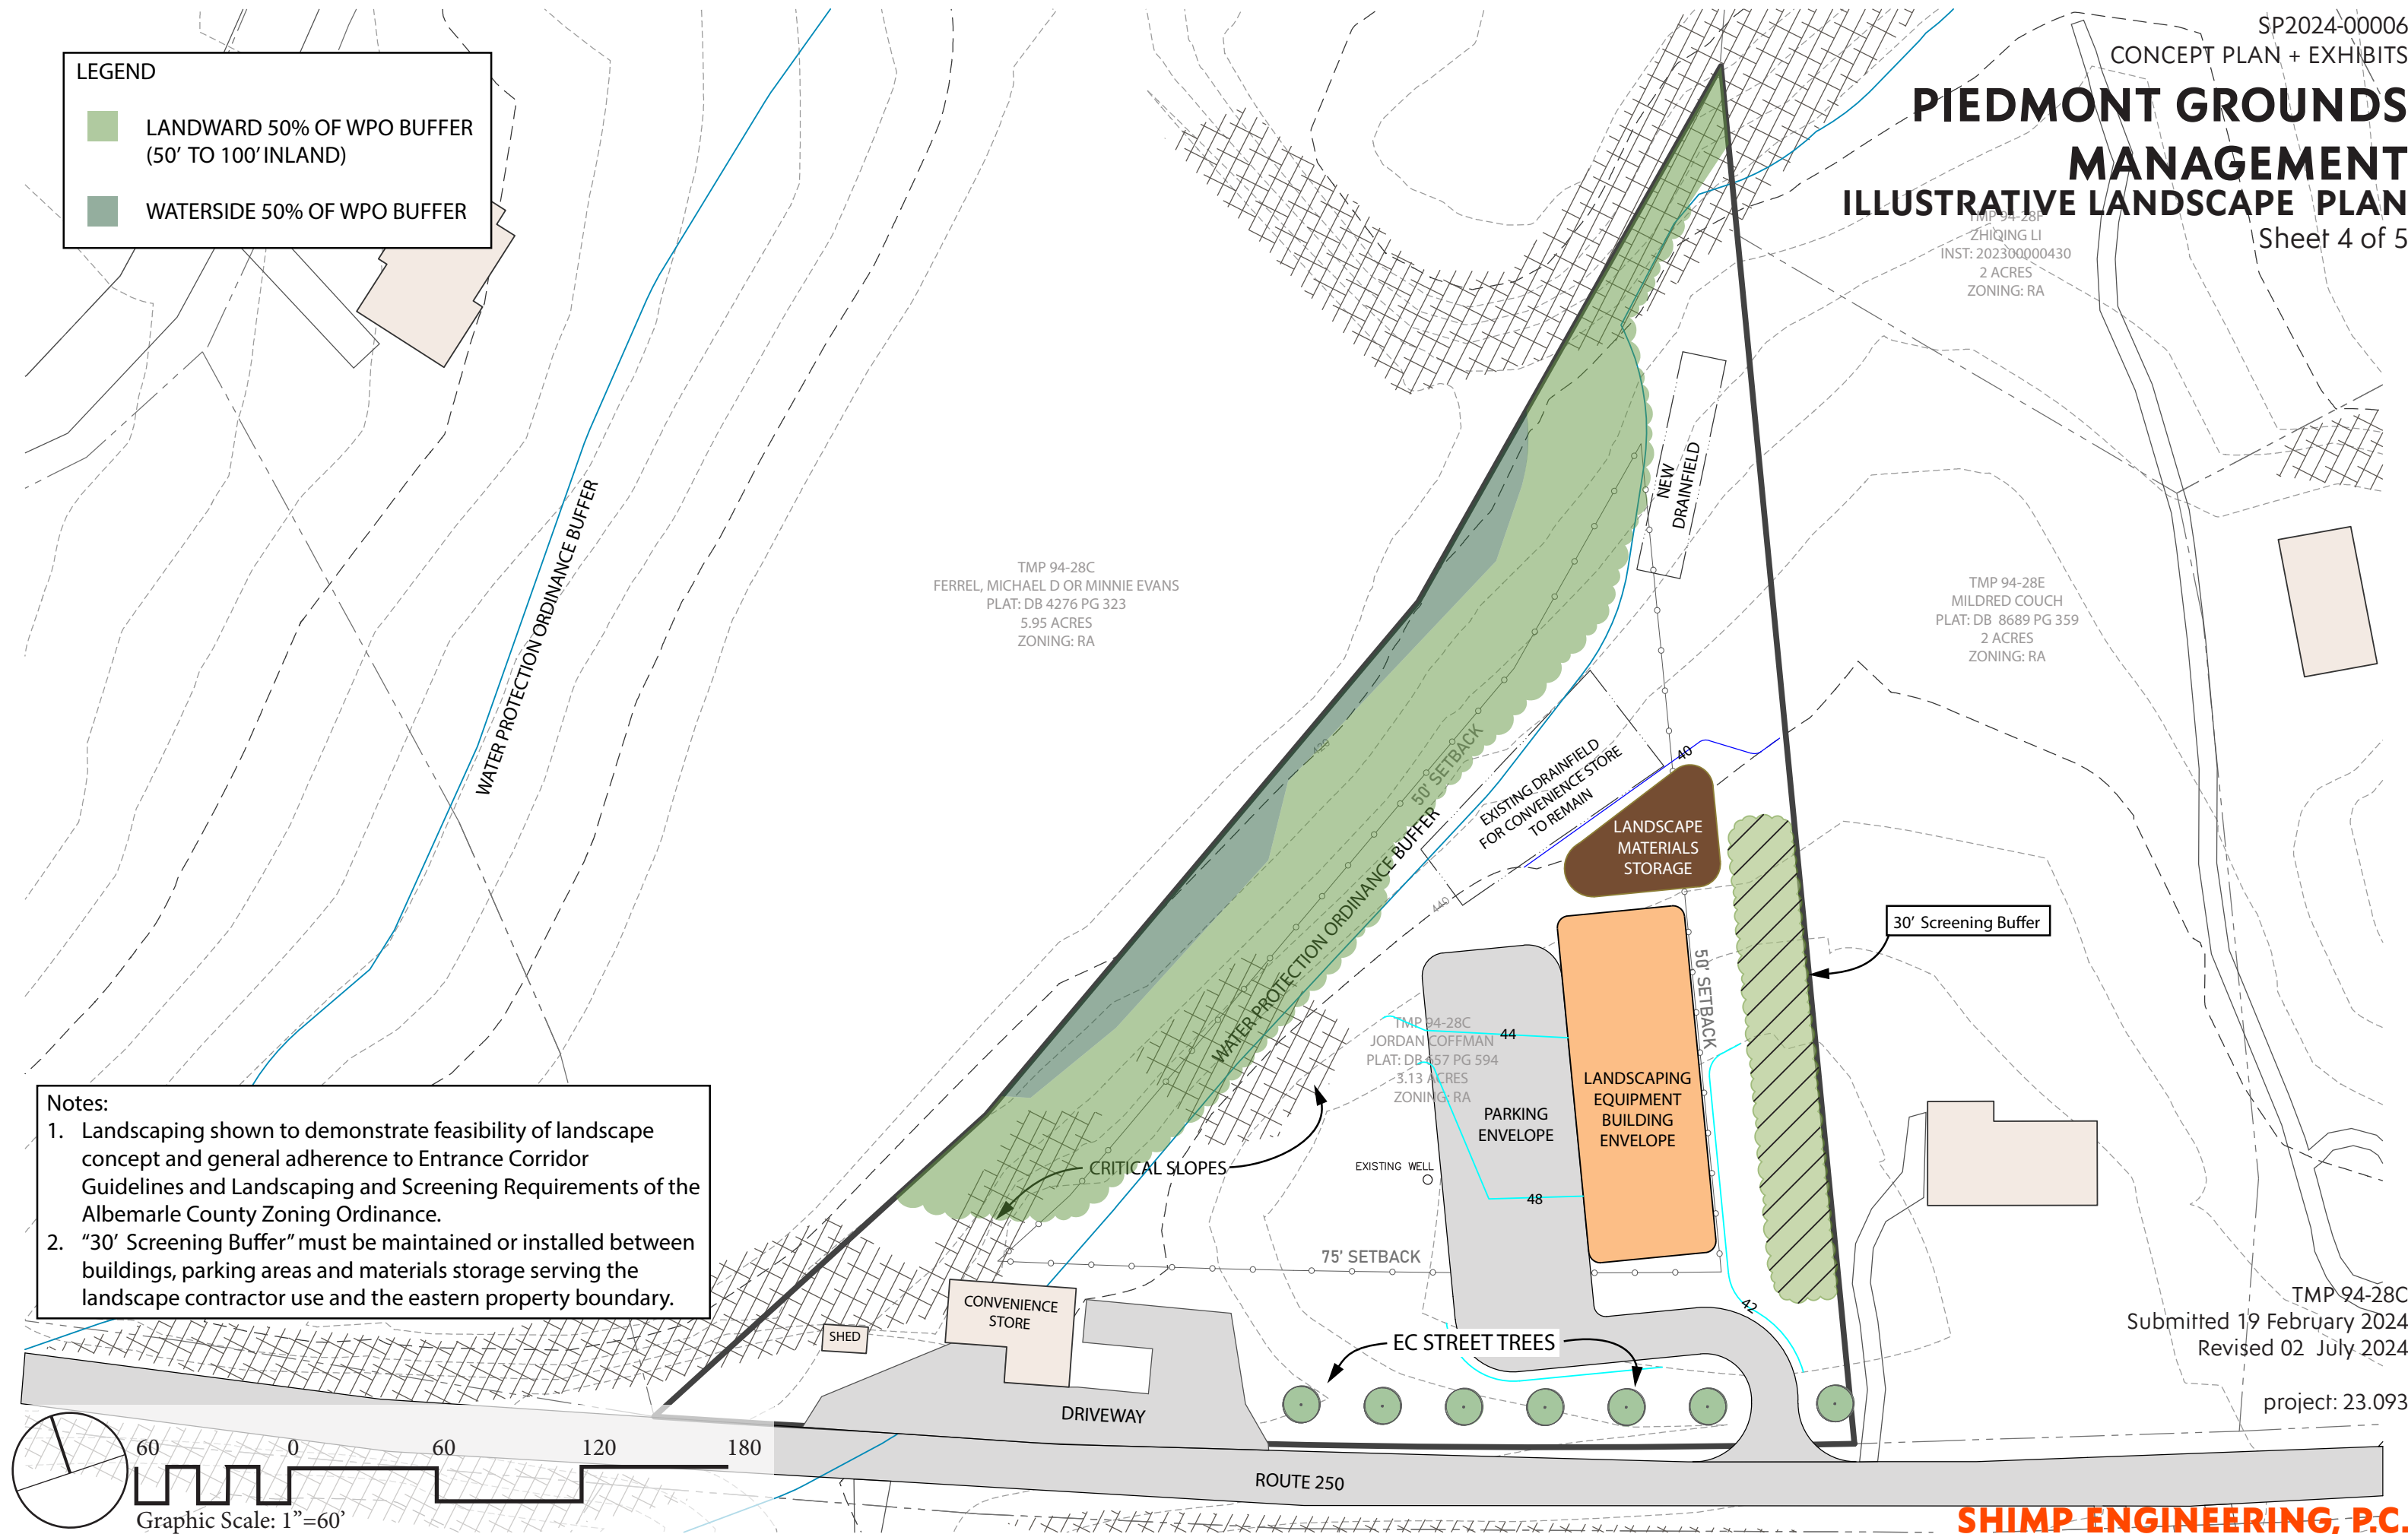 SP2024-00006
CONCEPT PLAN + EXHIBITS
PIEDMONT GROUNDS
MANAGEMENT
ILLUSTRATIVE LANDSCAPE PLAN
Sheet 4 of 5
LEGEND
LANDWARD 50% OF WPO BUFFER
(50' TO 100' INLAND)
WATERSIDE 50% OF WPO BUFFER
TMP 94-28F
ZHIQING LI
INST: 202300000430
2 ACRES
ZONING: RA
WATER PROTECTION ORDINANCE BUFFER
TMP 94-28C
FERREL, MICHAEL D OR MINNIE EVANS
PLAT: DB 4276 PG 323
5.95 ACRES
ZONING: RA
NEW
DRAINFIELD
TMP 94-28E
MILDRED COUCH
PLAT: DB 8689 PG 359
2 ACRES
ZONING: RA
420
50' SETBACK
EXISTING DRAINFIELD
FOR CONVENIENCE STORE
TO REMAIN
40
LANDSCAPE
MATERIALS
STORAGE
440
WATER PROTECTION ORDINANCE BUFFER
30' Screening Buffer
50' SETBACK
TMP 94-28C
JORDAN COFFMAN
PLAT: DB 657 PG 594
3.13 ACRES
ZONING: RA
44
PARKING
ENVELOPE
LANDSCAPING
EQUIPMENT
BUILDING
ENVELOPE
EXISTING WELL
CRITICAL SLOPES
48
75' SETBACK
42
Notes:
1. Landscaping shown to demonstrate feasibility of landscape
concept and general adherence to Entrance Corridor
Guidelines and Landscaping and Screening Requirements of the
Albemarle County Zoning Ordinance.
2. “30' Screening Buffer” must be maintained or installed between
buildings, parking areas and materials storage serving the
landscape contractor use and the eastern property boundary.
CONVENIENCE
STORE
SHED
EC STREET TREES
DRIVEWAY
ROUTE 250
TMP 94-28C
Submitted 19 February 2024
Revised 02 July 2024
project: 23.093
60 0 60 120 180
Graphic Scale: 1”=60’
SHIMP ENGINEERING, P.C.